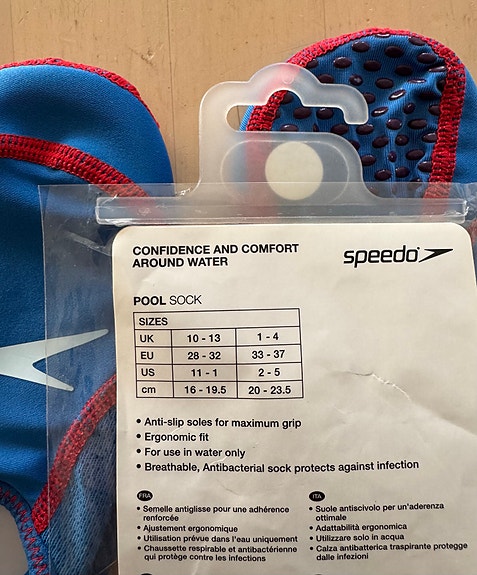 CONFIDENCE AND COMFORT
AROUND WATER
speedo
POOL SOCK
SIZES
UK 10 - 13 1 - 4
EU 28 - 32 33 - 37
US 11 - 1 2 - 5
cm 16 - 19.5 20 - 23.5
• Anti-slip soles for maximum grip
• Ergonomic fit
• For use in water only
• Breathable, Antibacterial sock protects against infection
FRA
• Semelle antiglisse pour une adhérence
renforcée
• Ajustement ergonomique
• Utilisation prévue dans l'eau uniquement
• Chaussette respirable et antibactérienne
qui protège contre les infections
ITA
• Suole antiscivolo per un'aderenza
ottimale
• Adattabilità ergonomica
• Utilizzare solo in acqua
• Calza antibatterica traspirante protegge
dalle infezioni